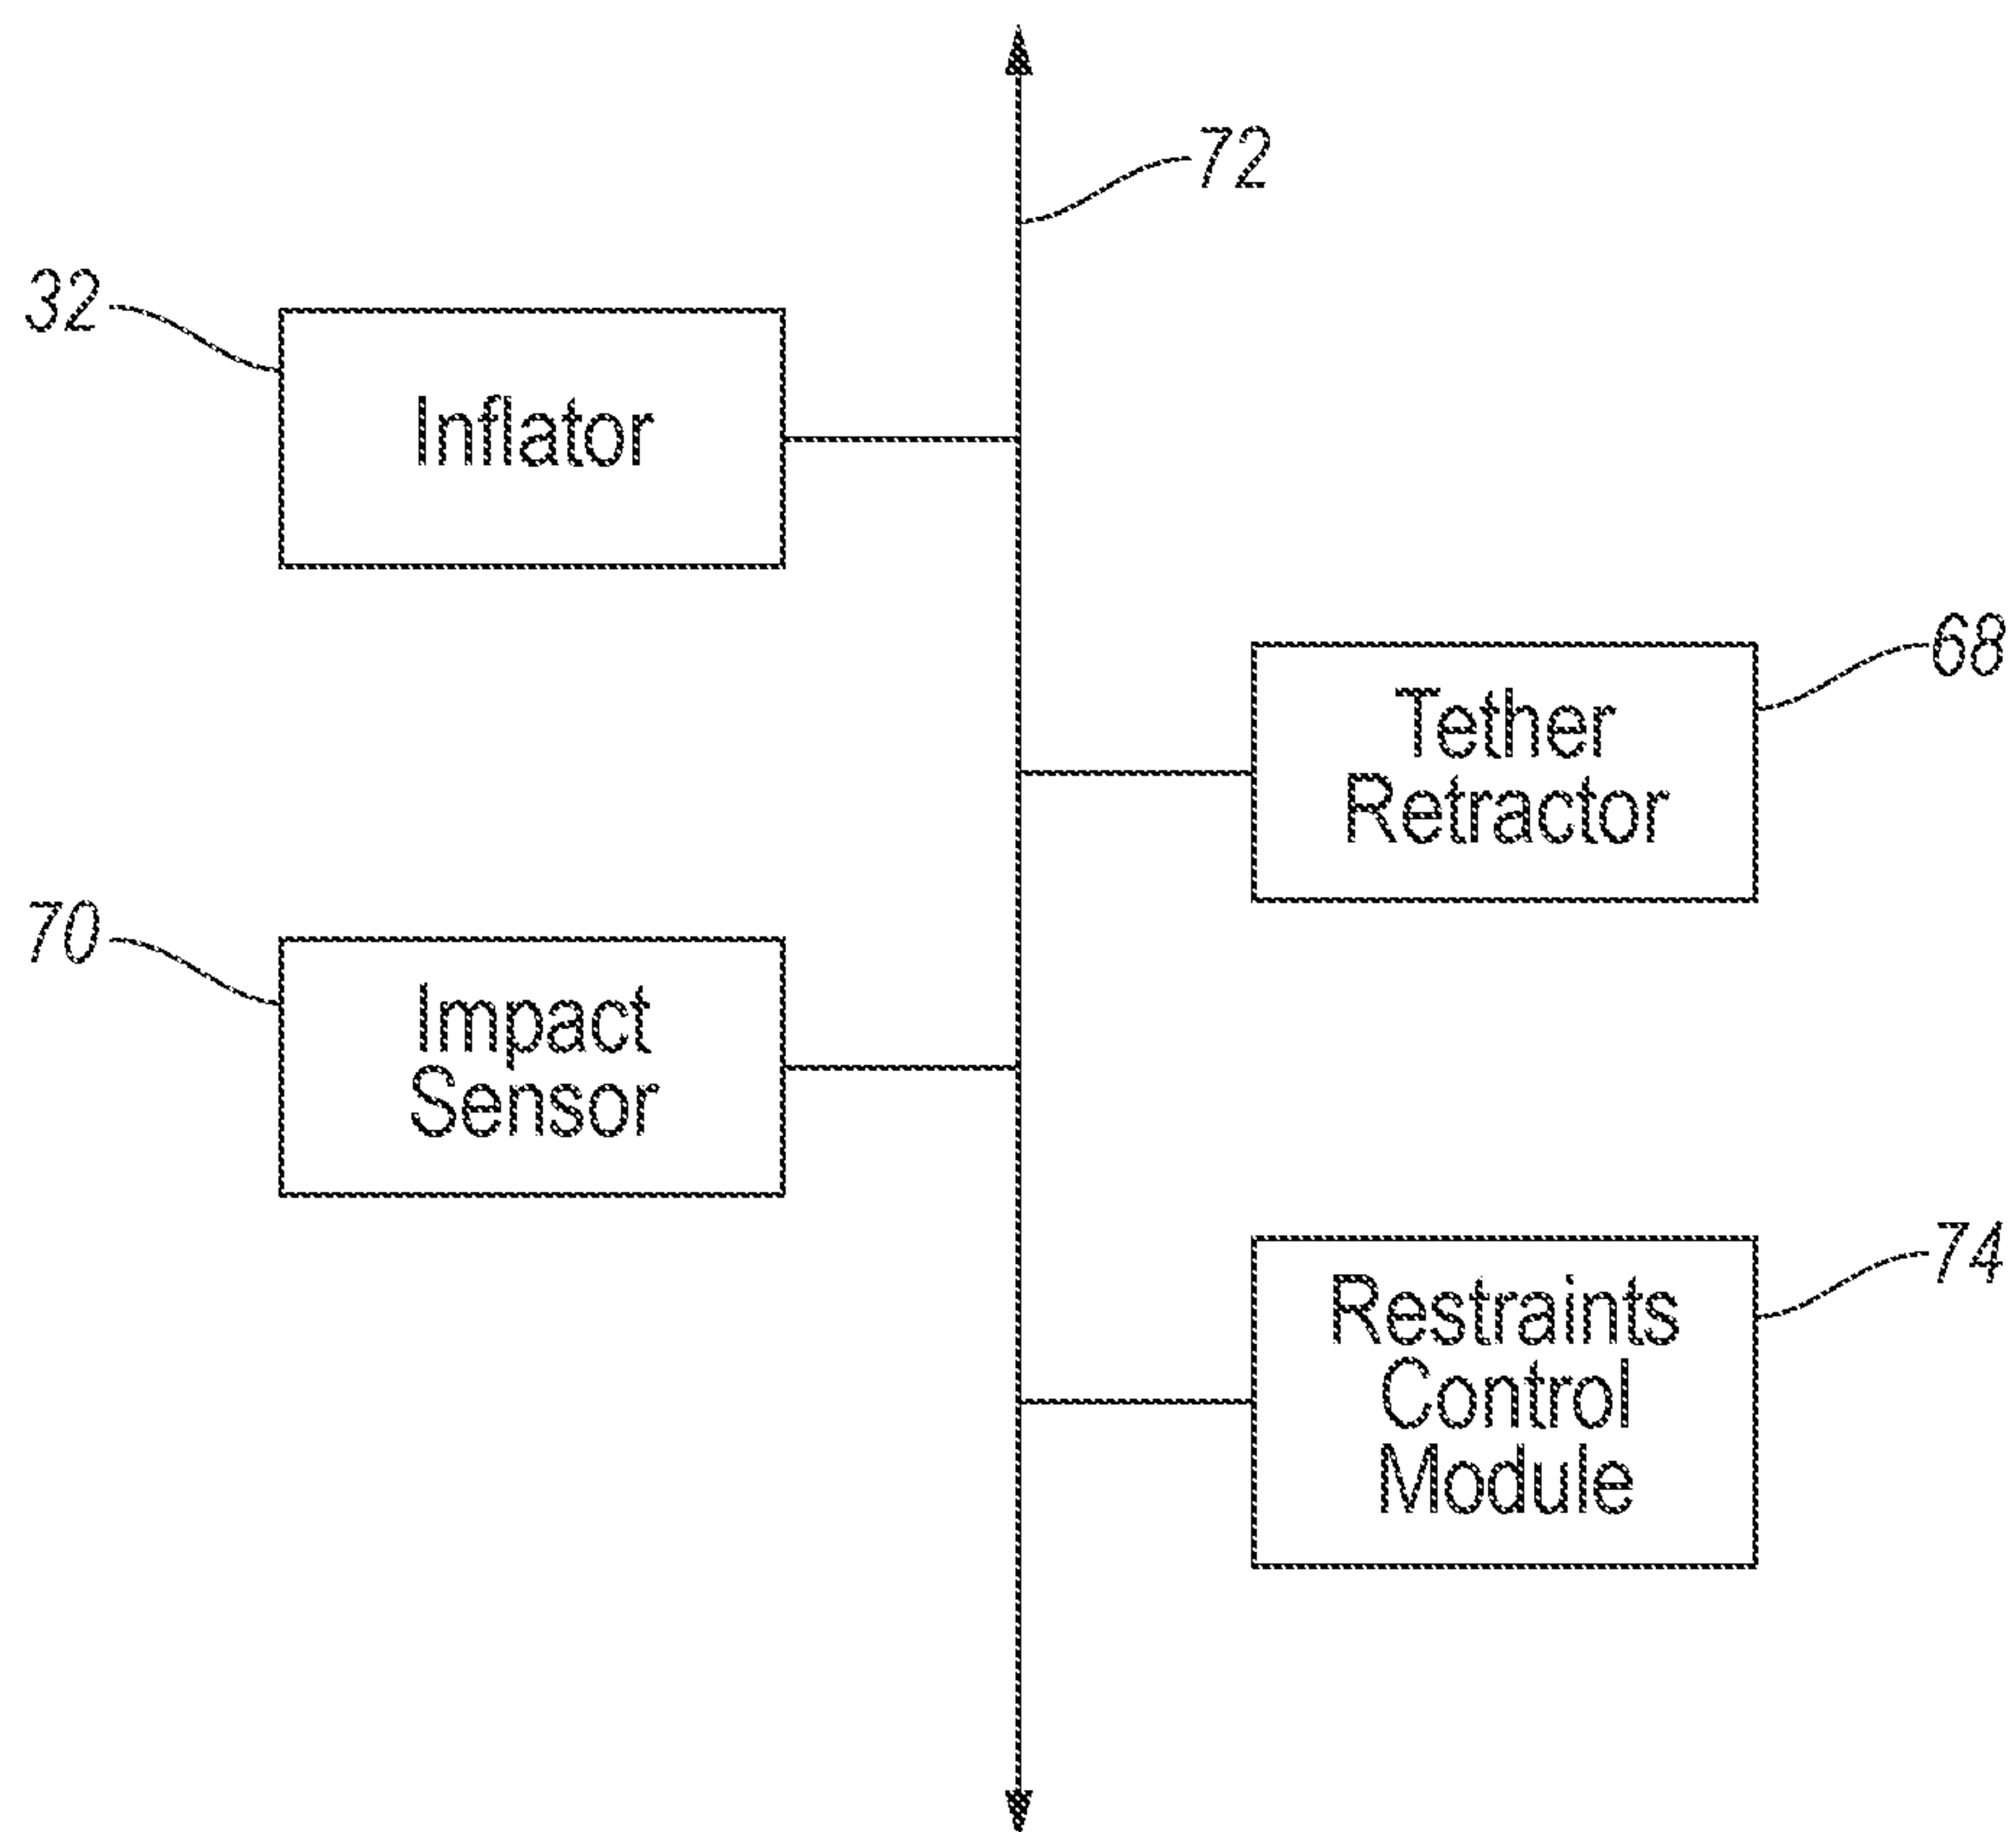 72
32
Inflator
68
Tether
Retractor
70
Impact
Sensor
74
Restraints
Control
Module